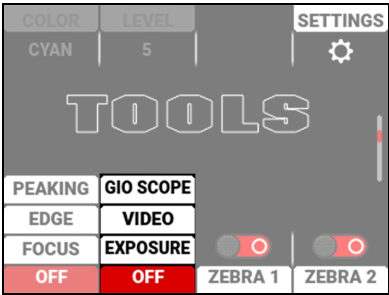 COLOR LEVEL SETTINGS
CYAN 5
TOOLS
PEAKING GIO SCOPE
EDGE VIDEO
FOCUS EXPOSURE
OFF OFF ZEBRA 1 ZEBRA 2